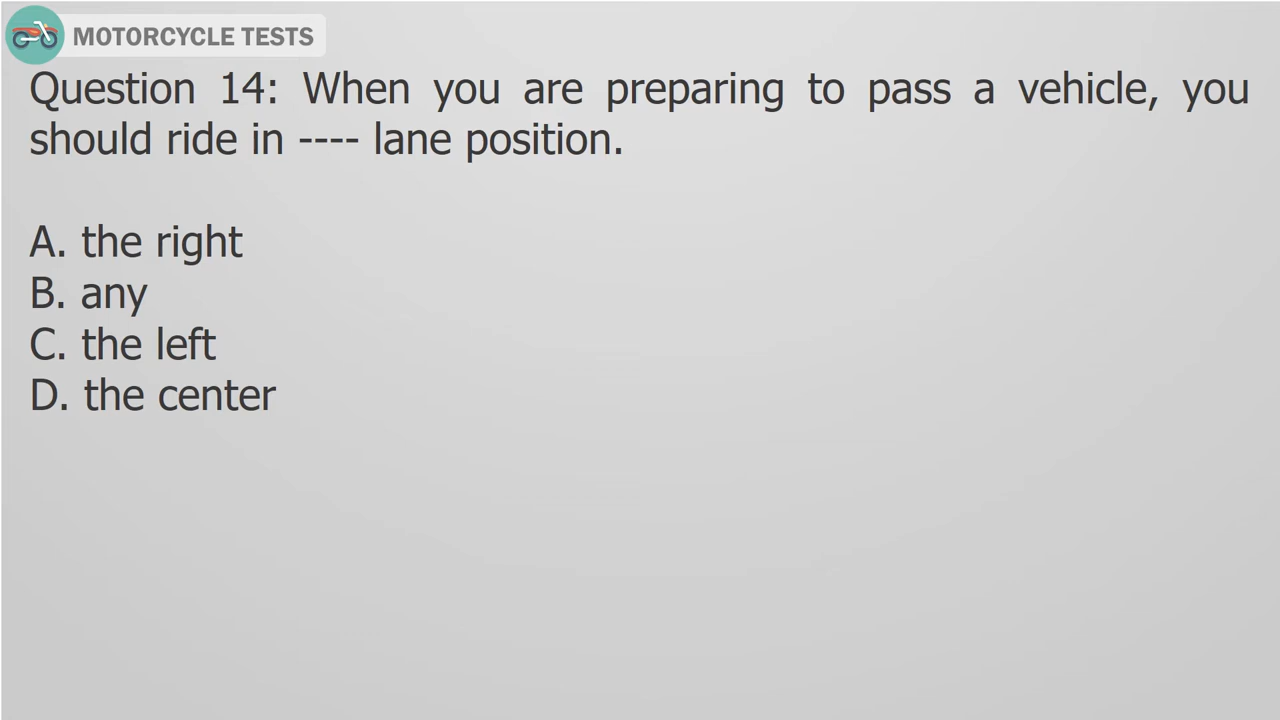 MOTORCYCLE TESTS
Question 14: When you are preparing to pass a vehicle, you
should ride in ---- lane position.
A. the right
B. any
C. the left
D. the center